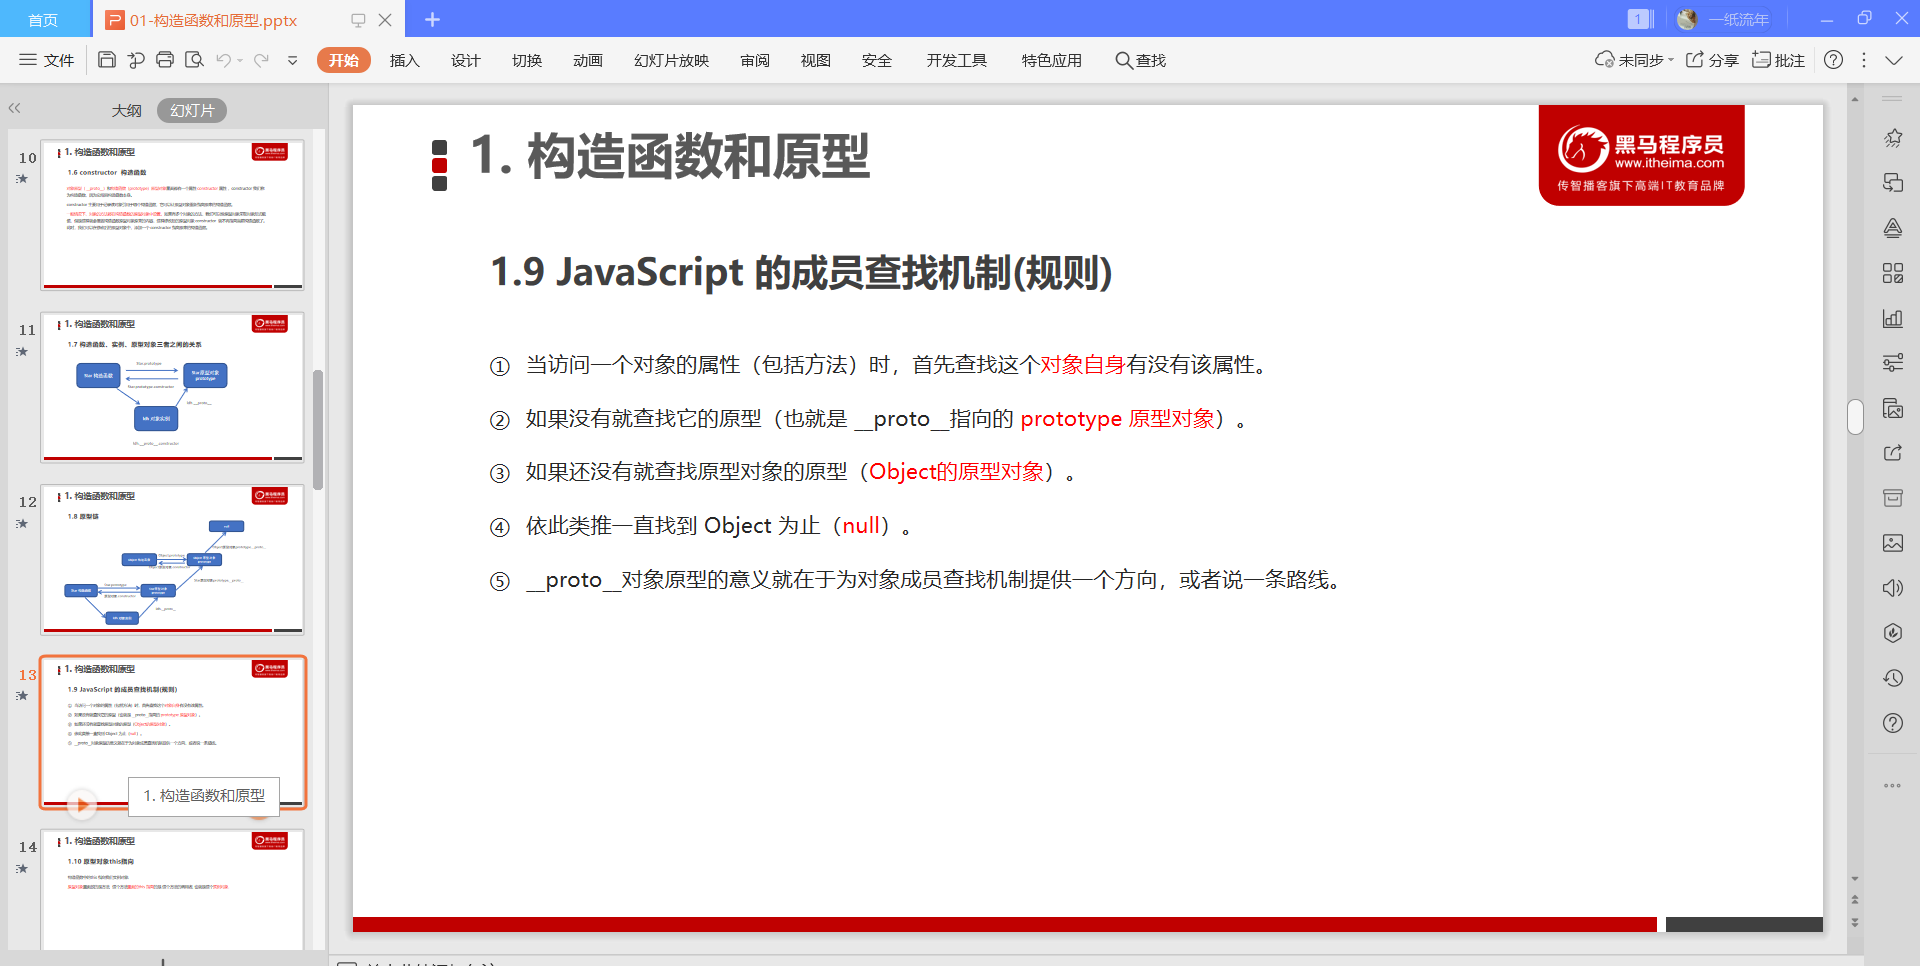 首页
01-构造函数和原型.pptx
1
一纸流年
文件
开始
插入
设计
切换
动画
幻灯片放映
审阅
视图
安全
开发工具
特色应用
查找
未同步
分享
批注
大纲
幻灯片
10
1. 构造函数和原型
1.6 constructor 构造函数
11
1. 构造函数和原型
1.7 构造函数、实例、原型对象三者之间的关系
12
1. 构造函数和原型
1.8 原型链
13
1. 构造函数和原型
1.9 JavaScript 的成员查找机制(规则)
1. 构造函数和原型
14
1. 构造函数和原型
1.10 原型对象this指向
1. 构造函数和原型
黑马程序员
www.itheima.com
传智播客旗下高端IT教育品牌
1.9 JavaScript 的成员查找机制(规则)
① 当访问一个对象的属性（包括方法）时，首先查找这个对象自身有没有该属性。
② 如果没有就查找它的原型（也就是 __proto__指向的 prototype 原型对象）。
③ 如果还没有就查找原型对象的原型（Object的原型对象）。
④ 依此类推一直找到 Object 为止（null）。
⑤ __proto__对象原型的意义就在于为对象成员查找机制提供一个方向，或者说一条路线。